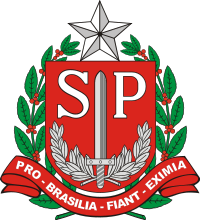 SP
PRO - BRASILIA - FIANT - EXIMIA